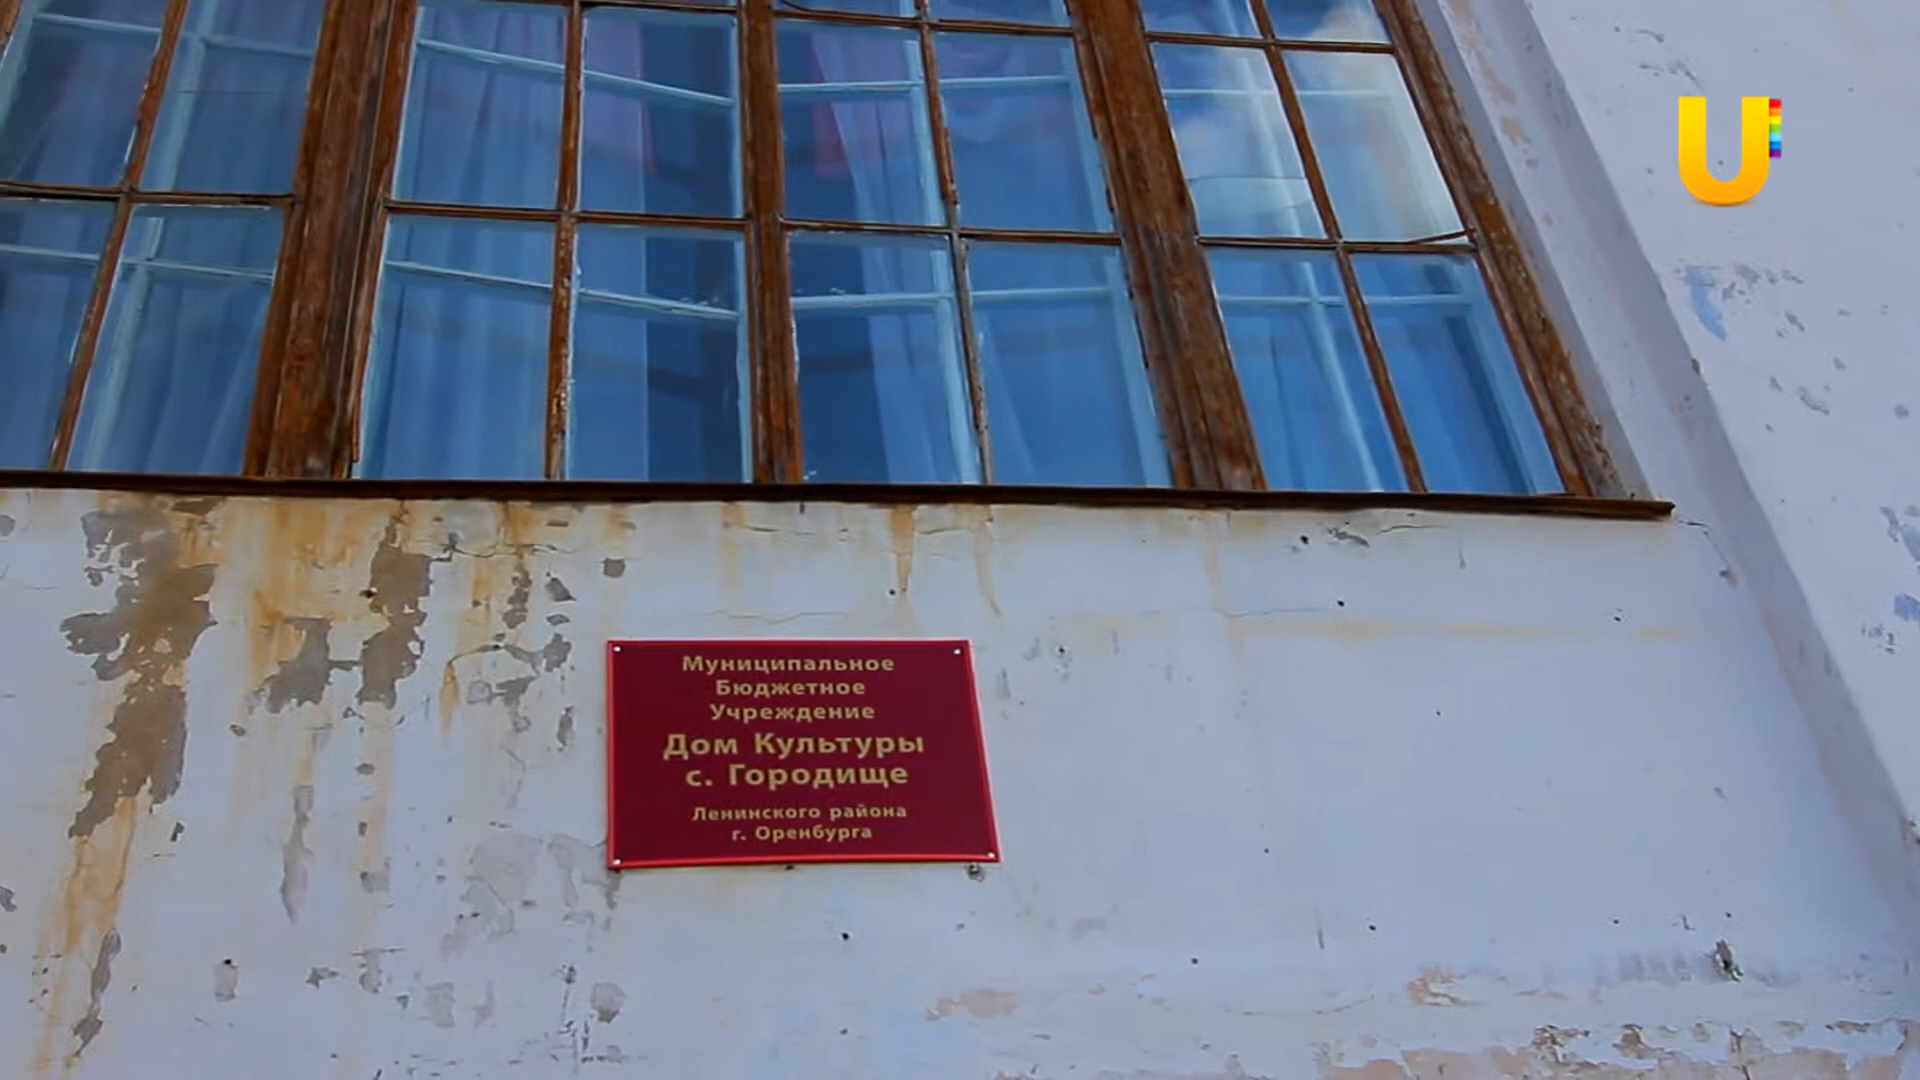 U
Муниципальное
Бюджетное
Учреждение
Дом Культуры
с. Городище
Ленинского района
г. Оренбурга